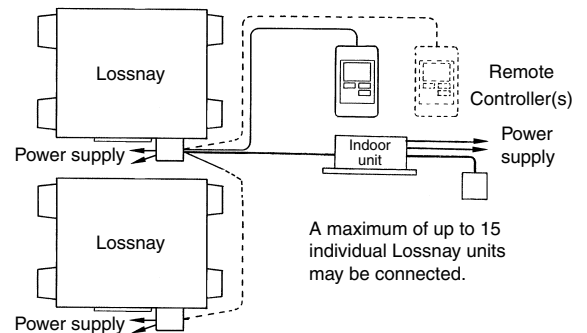 Lossnay
Remote
Controller(s)
Power supply
Indoor
unit
Power
supply
Lossnay
A maximum of up to 15
individual Lossnay units
may be connected.
Power supply